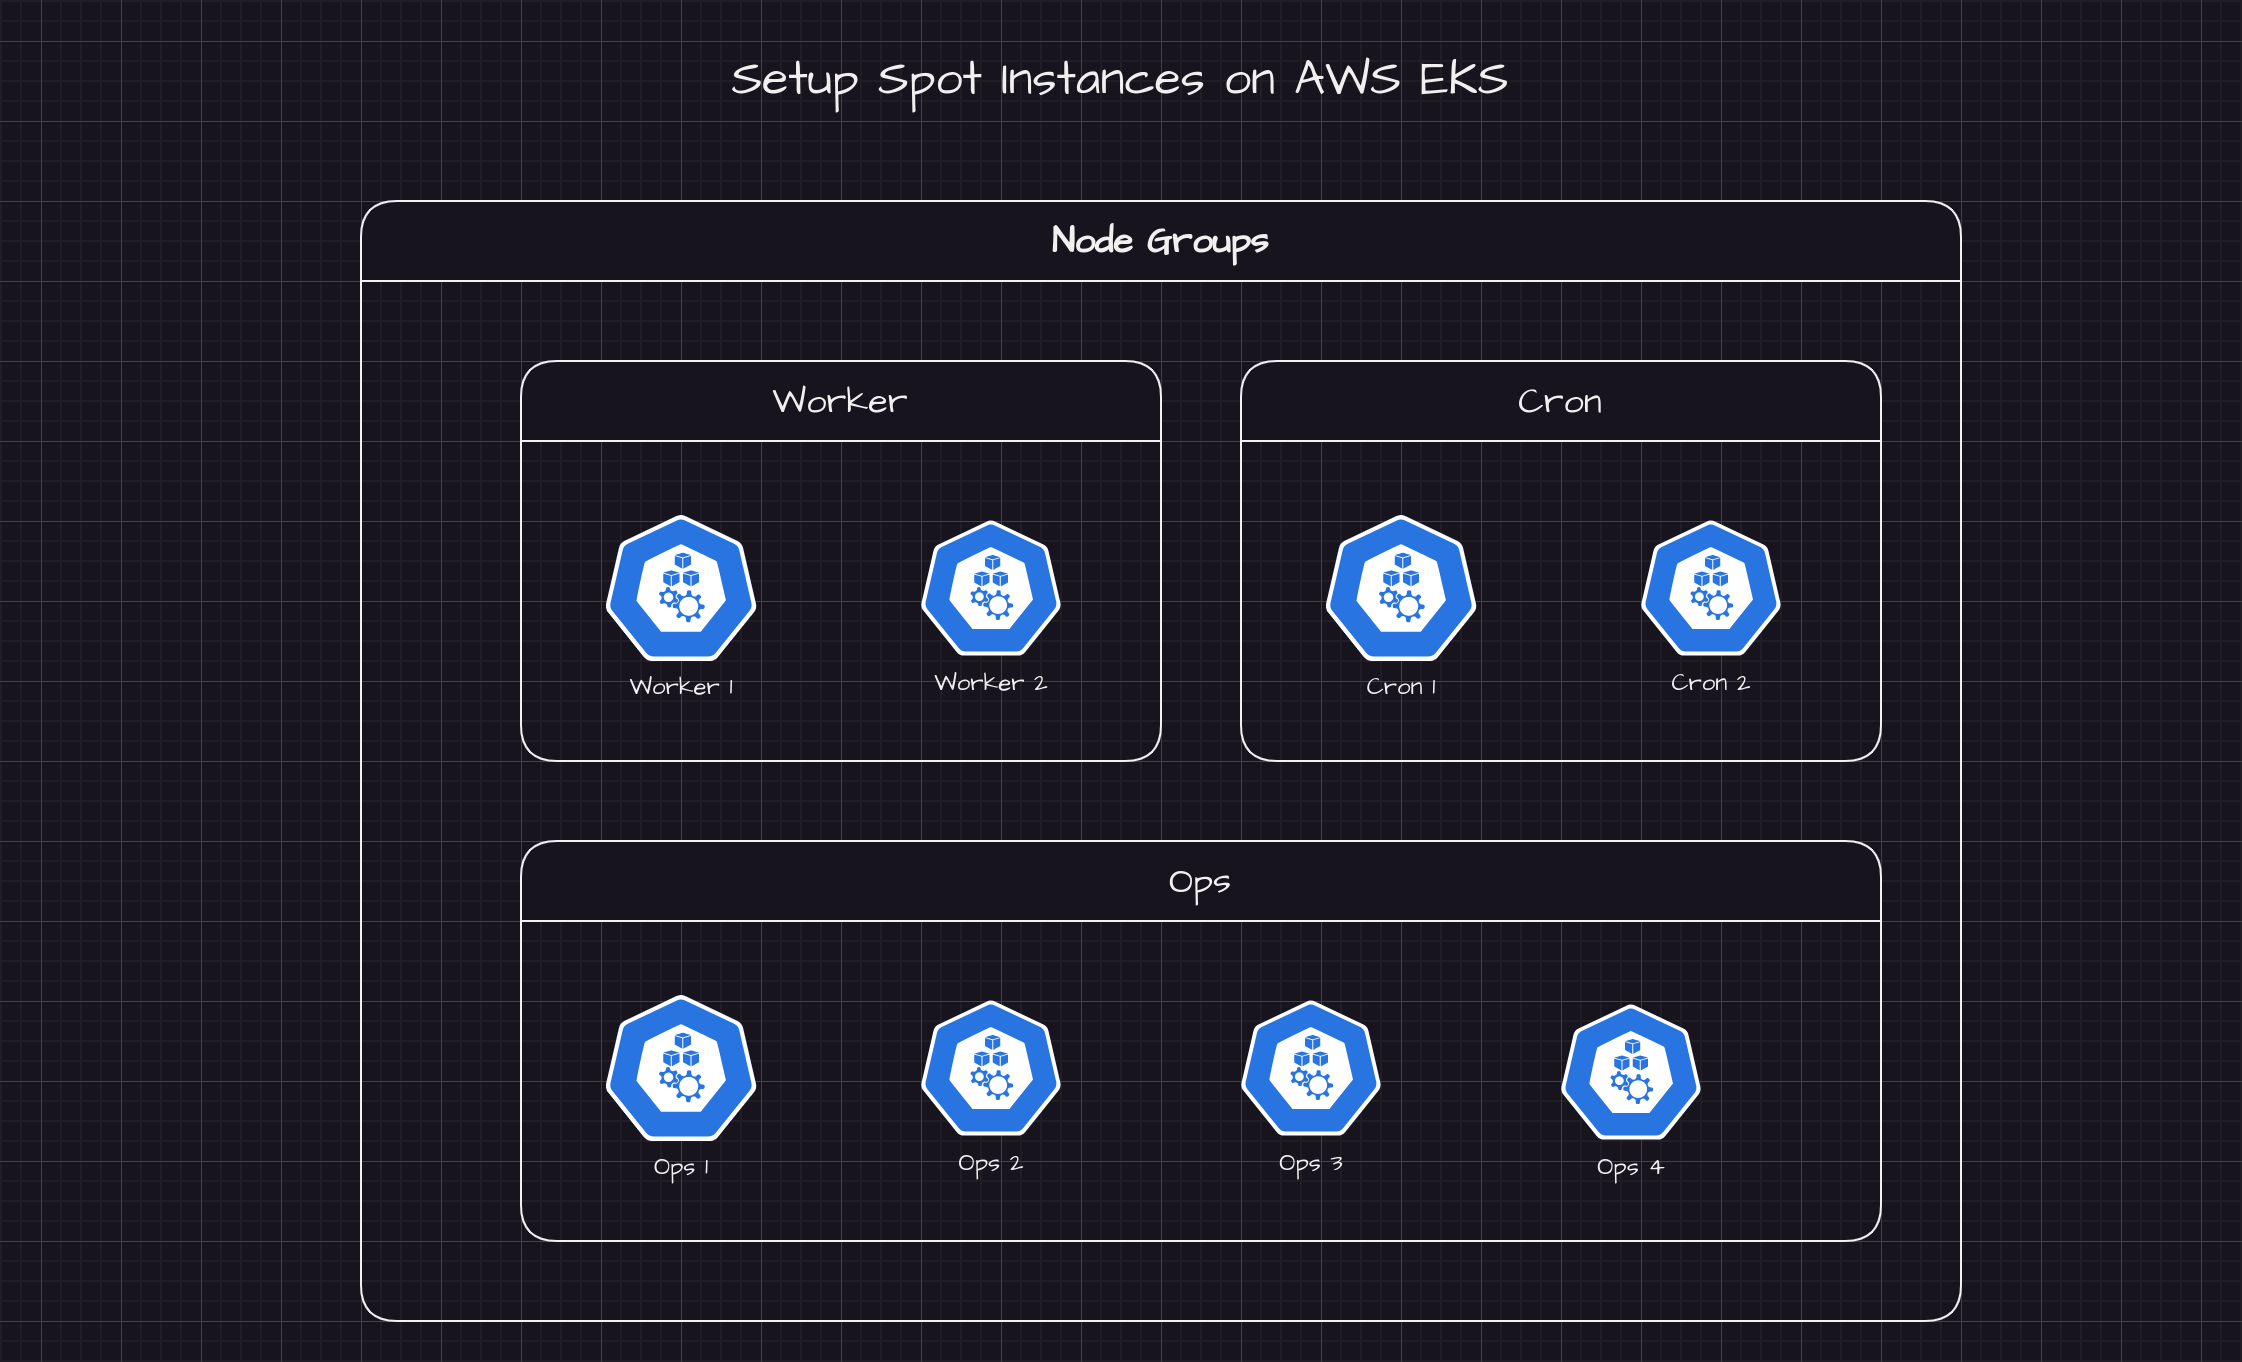 Setup Spot Instances on AWS EKS
Node Groups
Worker
Cron
Worker 1
Worker 2
Cron 1
Cron 2
Ops
Ops 1
Ops 2
Ops 3
Ops 4